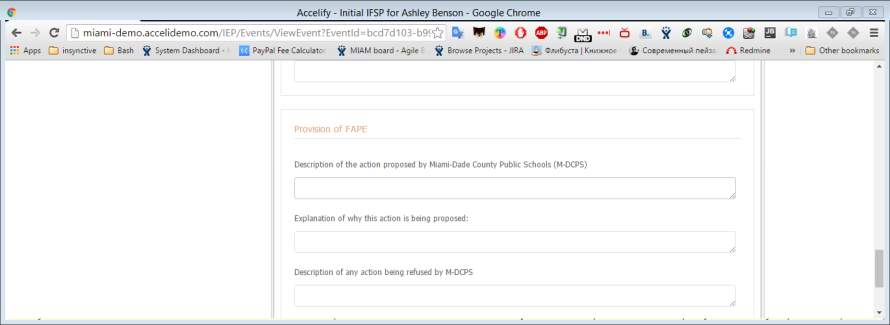 Accelify - Initial IFSP for Ashley Benson - Google Chrome
miami-demo.accelidemo.com/IEP/Events/ViewEvent?EventId=bcd7d103-b99
Apps insynctive Bash System Dashboard - PayPal Fee Calculator MIAM board - Agile Browse Projects - JIRA Флибуста | Книжное Современный пейза Redmine » Other bookmarks
Provision of FAPE
Description of the action proposed by Miami-Dade County Public Schools (M-DCPS)
Explanation of why this action is being proposed:
Description of any action being refused by M-DCPS